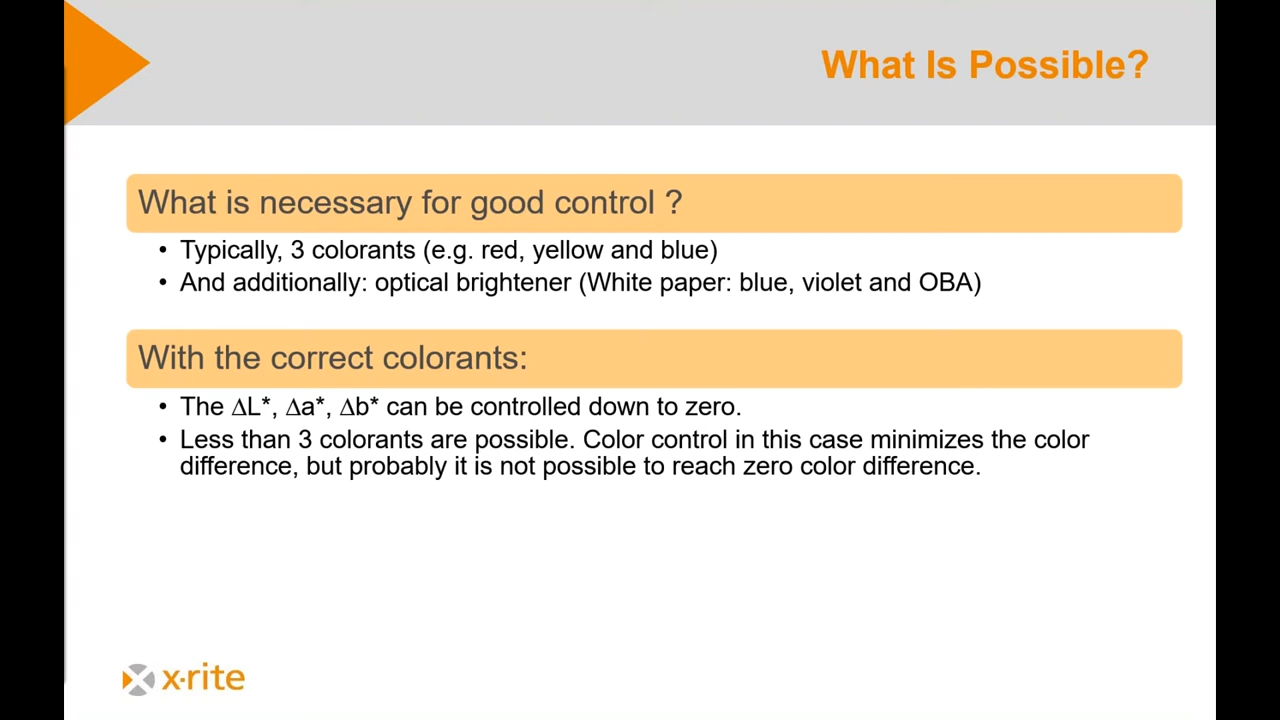 What Is Possible?
What is necessary for good control ?
• Typically, 3 colorants (e.g. red, yellow and blue)
• And additionally: optical brightener (White paper: blue, violet and OBA)
With the correct colorants:
• The ΔL*, Δa*, Δb* can be controlled down to zero.
• Less than 3 colorants are possible. Color control in this case minimizes the color
difference, but probably it is not possible to reach zero color difference.
x·rite